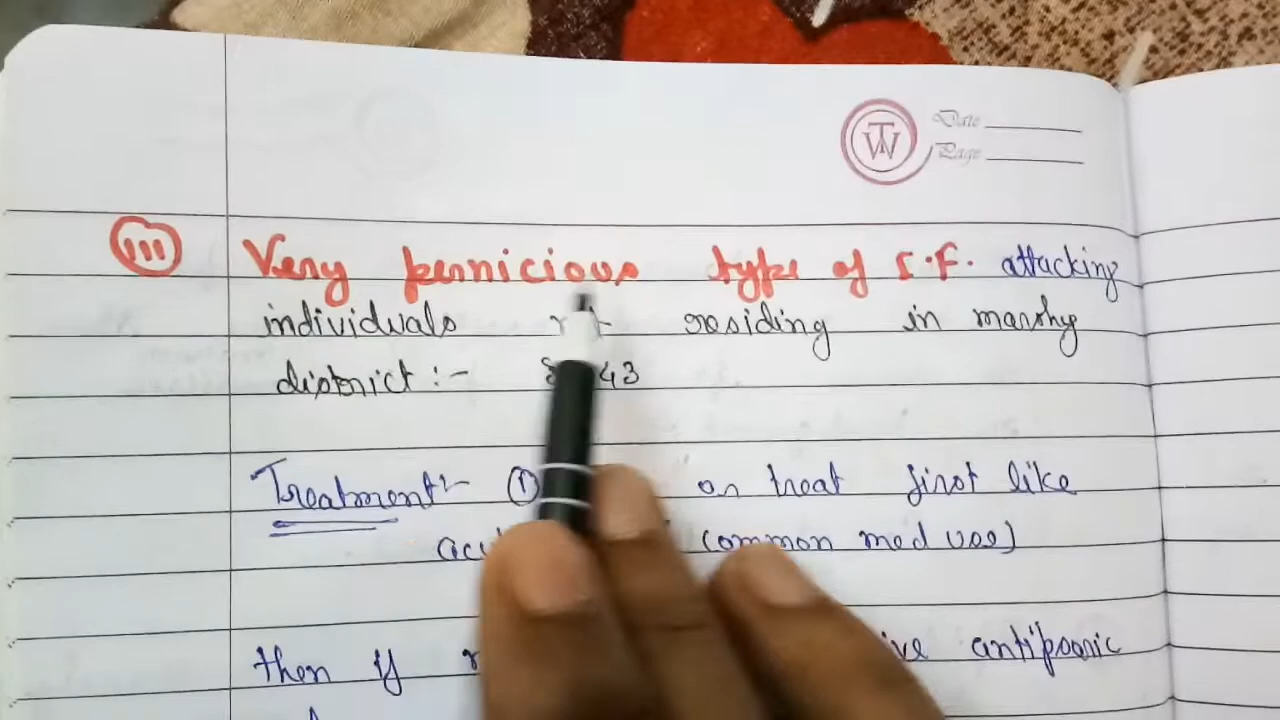 TW
Date
Page
III Very pernicious type of I.F. attacking
individuals residing in marshy
district :- 43
Treatment :- ① on treat first like
(common med use)
then if antipsoric